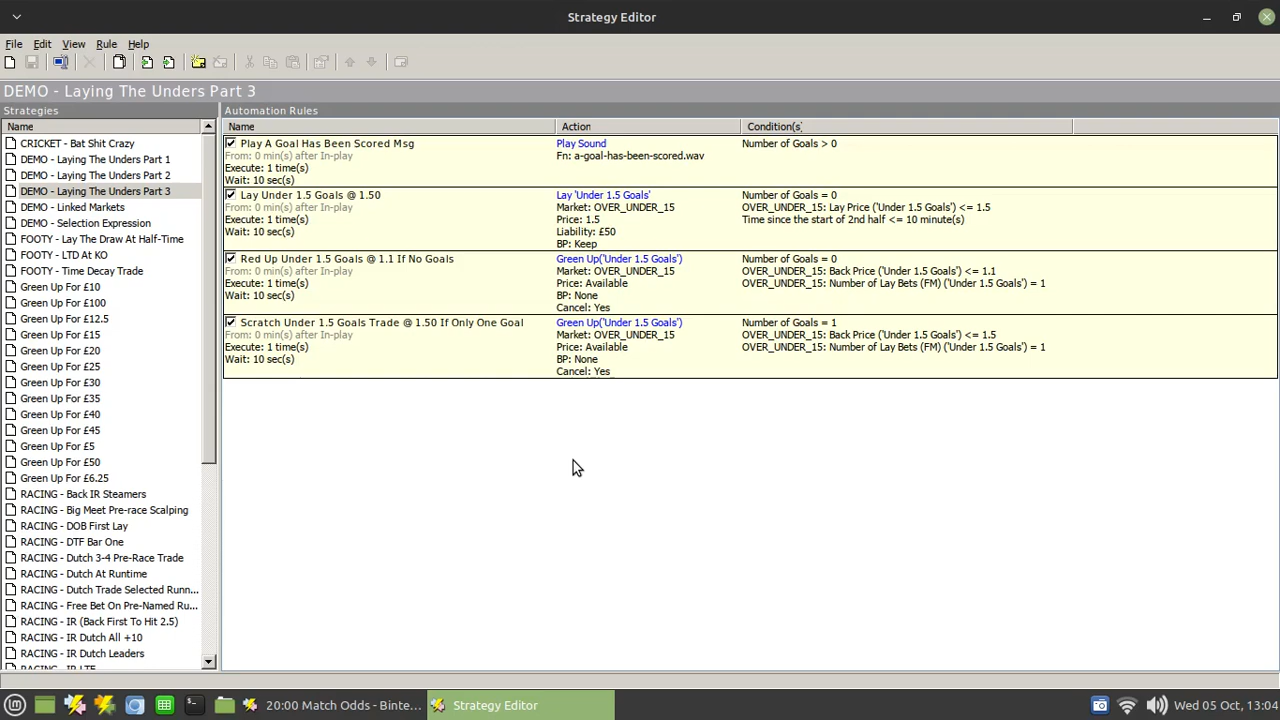 Strategy Editor
File Edit View Rule Help
DEMO - Laying The Unders Part 3
Strategies
Name
CRICKET - Bat Shit Crazy
DEMO - Laying The Unders Part 1
DEMO - Laying The Unders Part 2
DEMO - Laying The Unders Part 3
DEMO - Linked Markets
DEMO - Selection Expression
FOOTY - Lay The Draw At Half-Time
FOOTY - LTD At KO
FOOTY - Time Decay Trade
Green Up For £10
Green Up For £100
Green Up For £12.5
Green Up For £15
Green Up For £20
Green Up For £25
Green Up For £30
Green Up For £35
Green Up For £40
Green Up For £45
Green Up For £5
Green Up For £50
Green Up For £6.25
RACING - Back IR Steamers
RACING - Big Meet Pre-race Scalping
RACING - DOB First Lay
RACING - DTF Bar One
RACING - Dutch 3-4 Pre-Race Trade
RACING - Dutch At Runtime
RACING - Dutch Trade Selected Runn...
RACING - Free Bet On Pre-Named Ru...
RACING - IR (Back First To Hit 2.5)
RACING - IR Dutch All +10
RACING - IR Dutch Leaders
RACING - IR LTF
Automation Rules
Name Action Condition(s)
Play A Goal Has Been Scored Msg Play Sound Number of Goals > 0
From: 0 min(s) after In-play Fn: a-goal-has-been-scored.wav
Execute: 1 time(s)
Wait: 10 sec(s)
Lay Under 1.5 Goals @ 1.50 Lay 'Under 1.5 Goals' Number of Goals = 0
From: 0 min(s) after In-play Market: OVER_UNDER_15 OVER_UNDER_15: Lay Price ('Under 1.5 Goals') <= 1.5
Execute: 1 time(s) Price: 1.5 Time since the start of 2nd half <= 10 minute(s)
Wait: 10 sec(s) Liability: £50
BP: Keep
Red Up Under 1.5 Goals @ 1.1 If No Goals Green Up('Under 1.5 Goals') Number of Goals = 0
From: 0 min(s) after In-play Market: OVER_UNDER_15 OVER_UNDER_15: Back Price ('Under 1.5 Goals') <= 1.1
Execute: 1 time(s) Price: Available OVER_UNDER_15: Number of Lay Bets (FM) ('Under 1.5 Goals') = 1
Wait: 10 sec(s) BP: None
Cancel: Yes
Scratch Under 1.5 Goals Trade @ 1.50 If Only One Goal Green Up('Under 1.5 Goals') Number of Goals = 1
From: 0 min(s) after In-play Market: OVER_UNDER_15 OVER_UNDER_15: Back Price ('Under 1.5 Goals') <= 1.5
Execute: 1 time(s) Price: Available OVER_UNDER_15: Number of Lay Bets (FM) ('Under 1.5 Goals') = 1
Wait: 10 sec(s) BP: None
Cancel: Yes
20:00 Match Odds - Binte... Strategy Editor Wed 05 Oct, 13:04